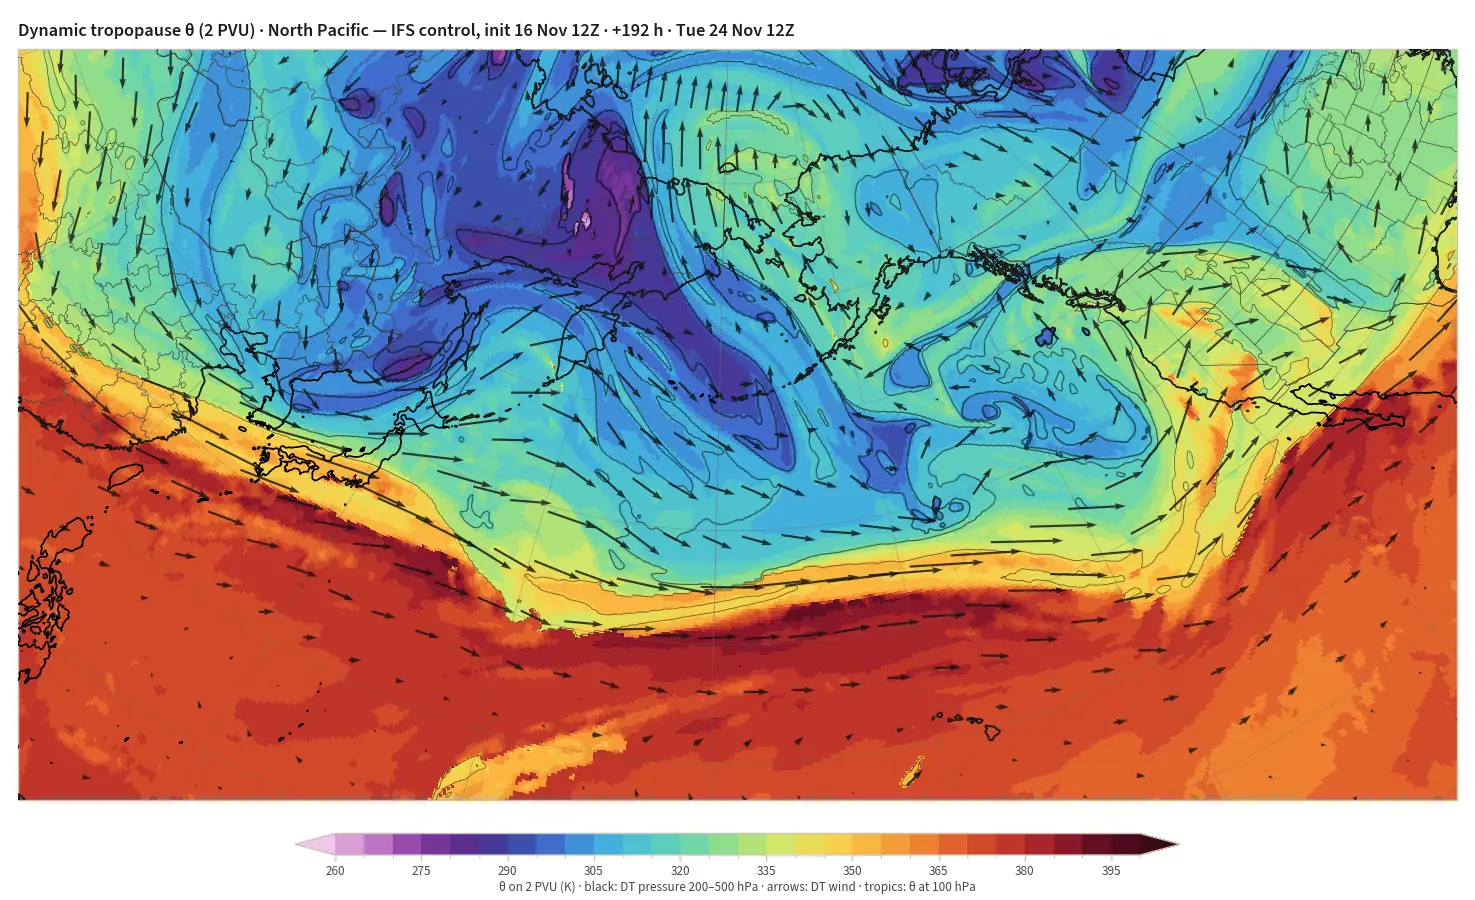 Dynamic tropopause θ (2 PVU) · North Pacific — IFS control, init 16 Nov 12Z · +192 h · Tue 24 Nov 12Z
260 275 290 305 320 335 350 365 380 395
θ on 2 PVU (K) · black: DT pressure 200–500 hPa · arrows: DT wind · tropics: θ at 100 hPa